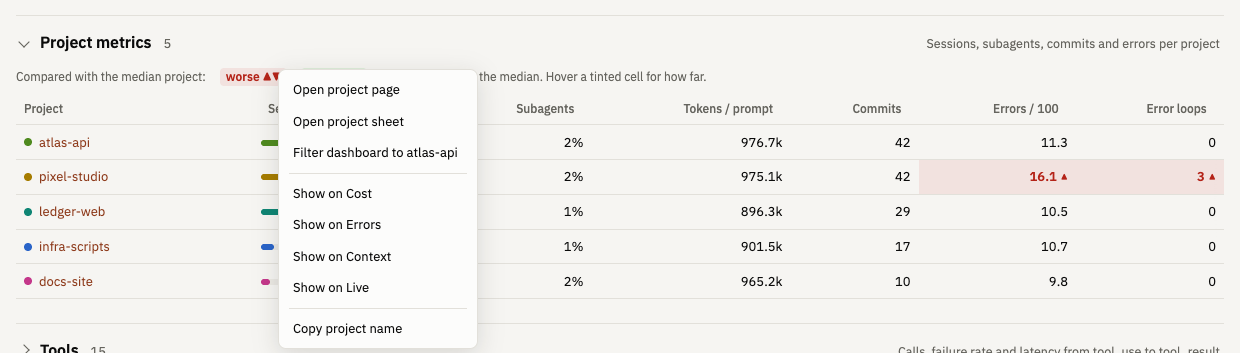 Project metrics 5 Sessions, subagents, commits and errors per project
Compared with the median project: worse ▲▼ the median. Hover a tinted cell for how far.
Project Subagents Tokens / prompt Commits Errors / 100 Error loops
atlas-api 2% 976.7k 42 11.3 0
pixel-studio 2% 975.1k 42 16.1 ▲ 3 ▲
ledger-web 1% 896.3k 29 10.5 0
infra-scripts 1% 901.5k 17 10.7 0
docs-site 2% 965.2k 10 9.8 0
Open project page
Open project sheet
Filter dashboard to atlas-api
Show on Cost
Show on Errors
Show on Context
Show on Live
Copy project name
Tools 15 Calls, failure rate and latency from tool_use to tool_result